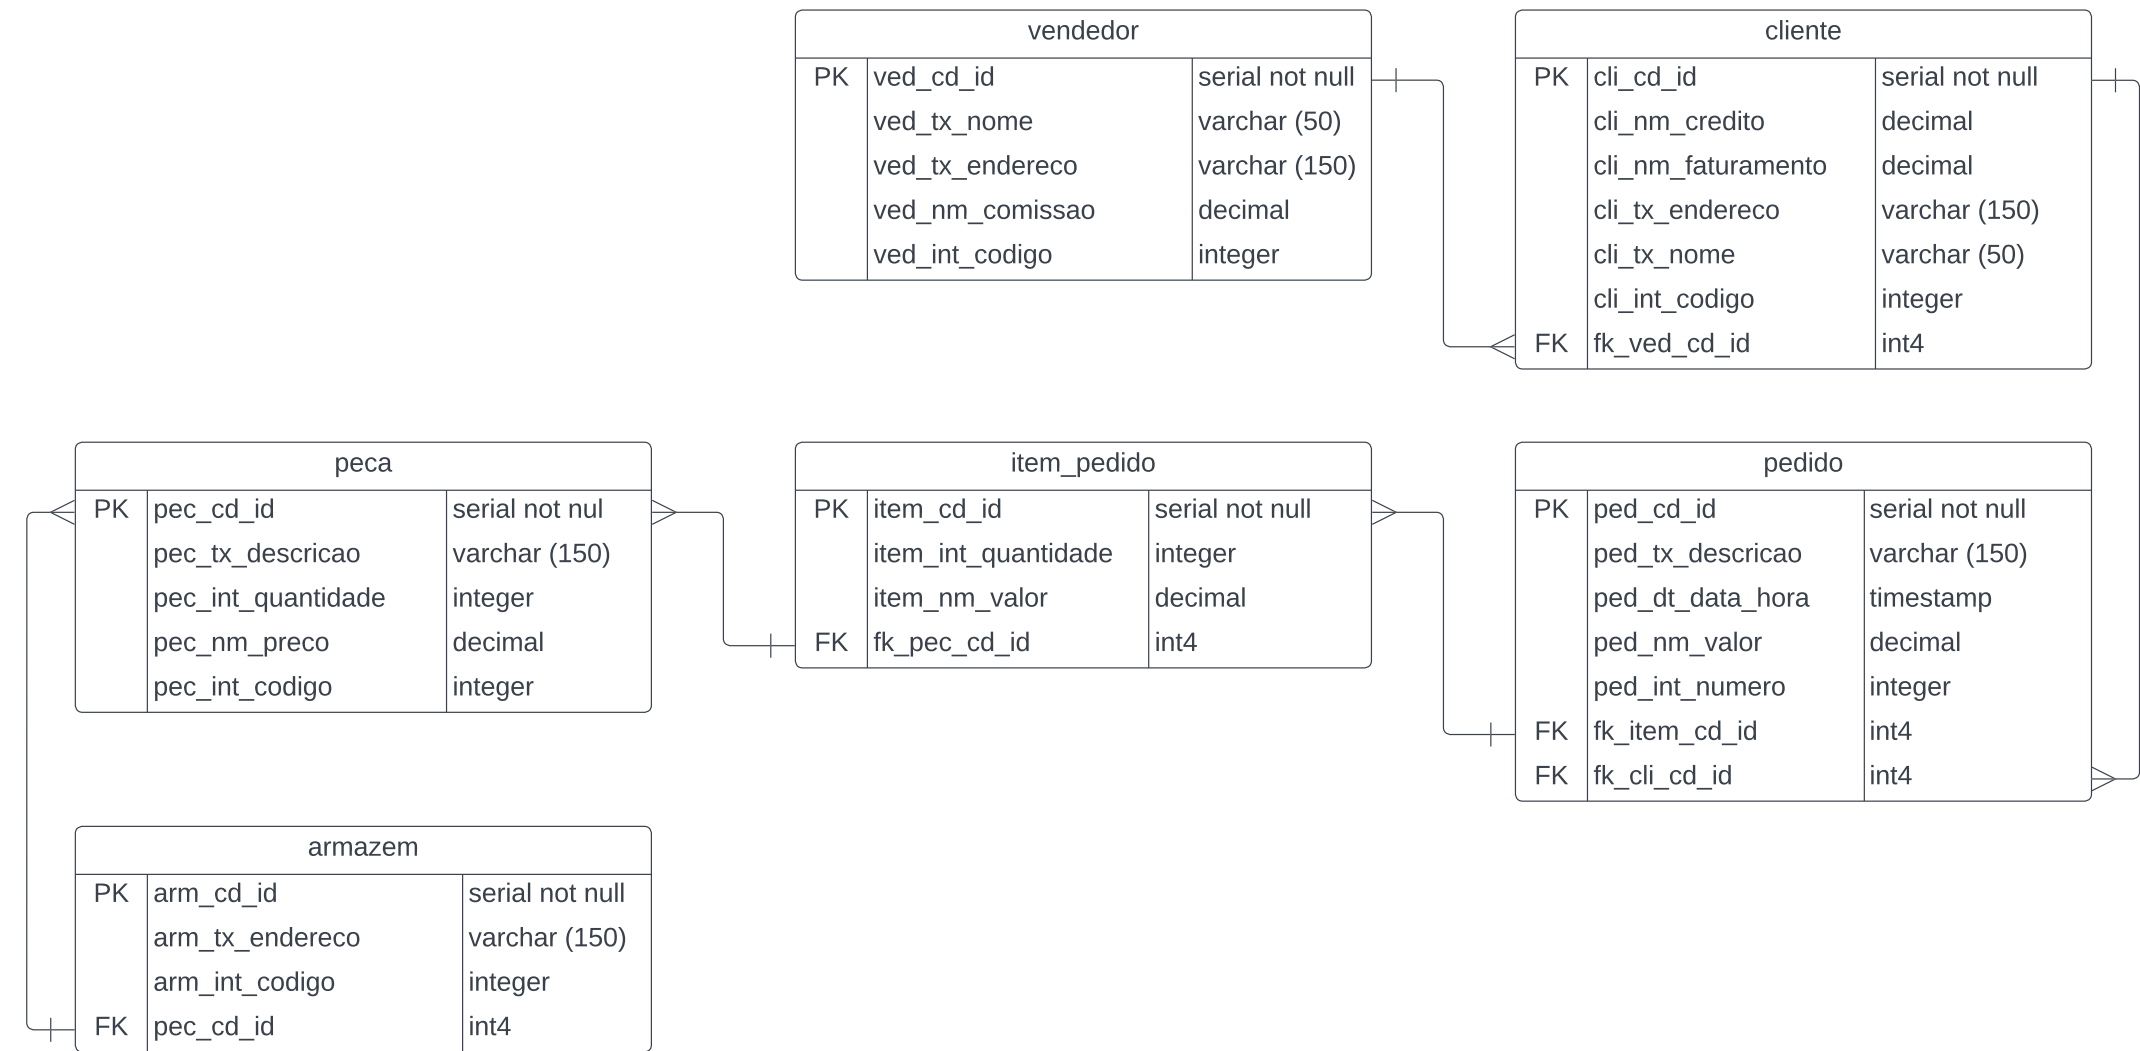 vendedor
PK ved_cd_id serial not null
ved_tx_nome varchar (50)
ved_tx_endereco varchar (150)
ved_nm_comissao decimal
ved_int_codigo integer
cliente
PK cli_cd_id serial not null
cli_nm_credito decimal
cli_nm_faturamento decimal
cli_tx_endereco varchar (150)
cli_tx_nome varchar (50)
cli_int_codigo integer
FK fk_ved_cd_id int4
peca
PK pec_cd_id serial not nul
pec_tx_descricao varchar (150)
pec_int_quantidade integer
pec_nm_preco decimal
pec_int_codigo integer
item_pedido
PK item_cd_id serial not null
item_int_quantidade integer
item_nm_valor decimal
FK fk_pec_cd_id int4
pedido
PK ped_cd_id serial not null
ped_tx_descricao varchar (150)
ped_dt_data_hora timestamp
ped_nm_valor decimal
ped_int_numero integer
FK fk_item_cd_id int4
FK fk_cli_cd_id int4
armazem
PK arm_cd_id serial not null
arm_tx_endereco varchar (150)
arm_int_codigo integer
FK pec_cd_id int4